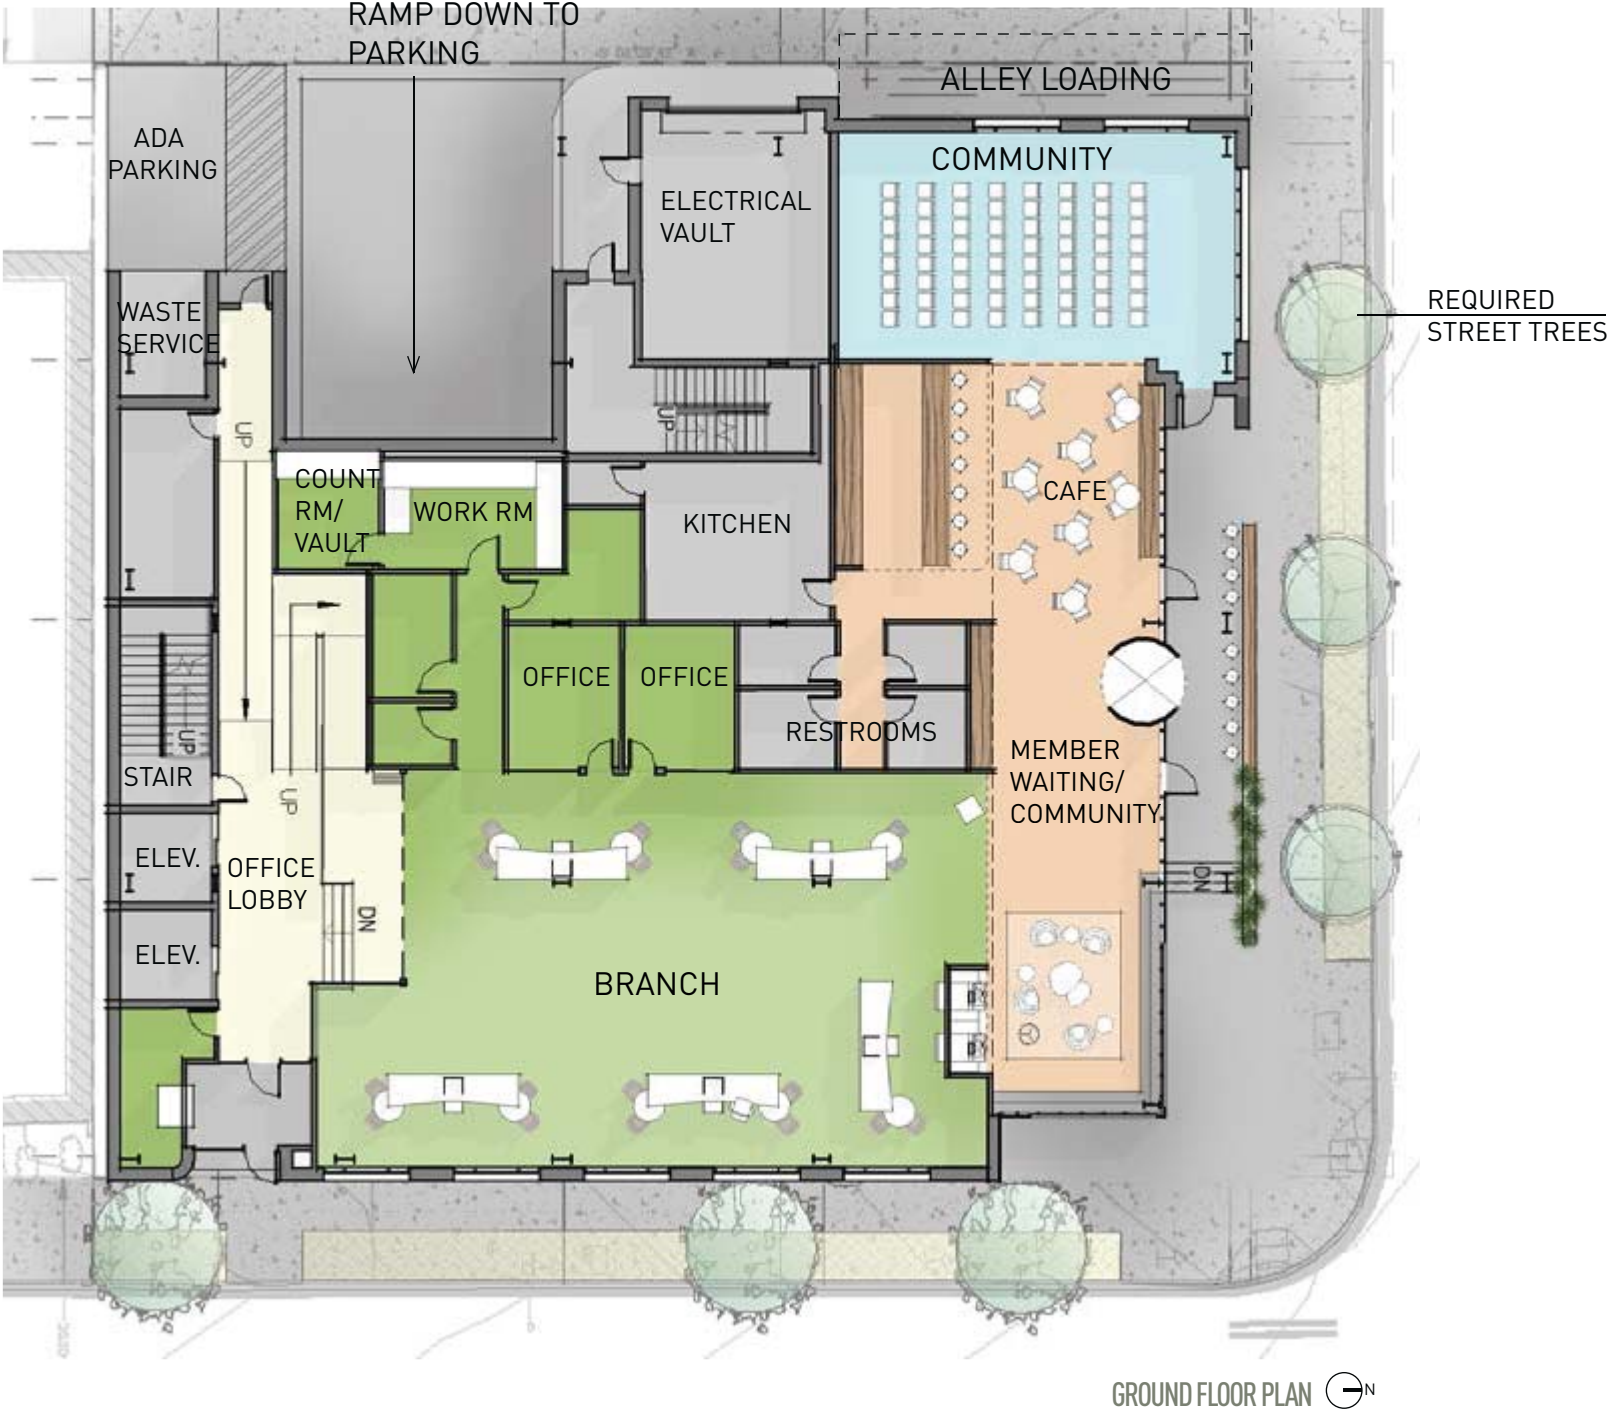 RAMP DOWN TO
PARKING
ALLEY LOADING
ADA
PARKING
COMMUNITY
ELECTRICAL
VAULT
WASTE
SERVICE
REQUIRED
STREET TREES
UP
UP
COUNT
RM/
VAULT
WORK RM
KITCHEN
CAFE
OFFICE
OFFICE
RESTROOMS
UP
STAIR
MEMBER
WAITING/
COMMUNITY
UP
ELEV.
OFFICE
LOBBY
DN
DN
ELEV.
BRANCH
GROUND FLOOR PLAN
N